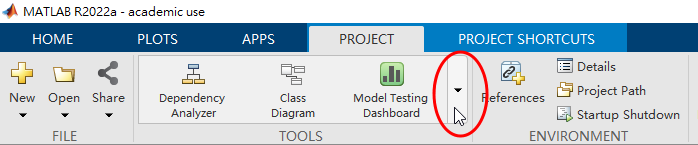 MATLAB R2022a - academic use
HOME PLOTS APPS PROJECT PROJECT SHORTCUTS
New Open Share
FILE
Dependency Analyzer
Class Diagram
Model Testing Dashboard
TOOLS
References
Details
Project Path
Startup Shutdown
ENVIRONMENT